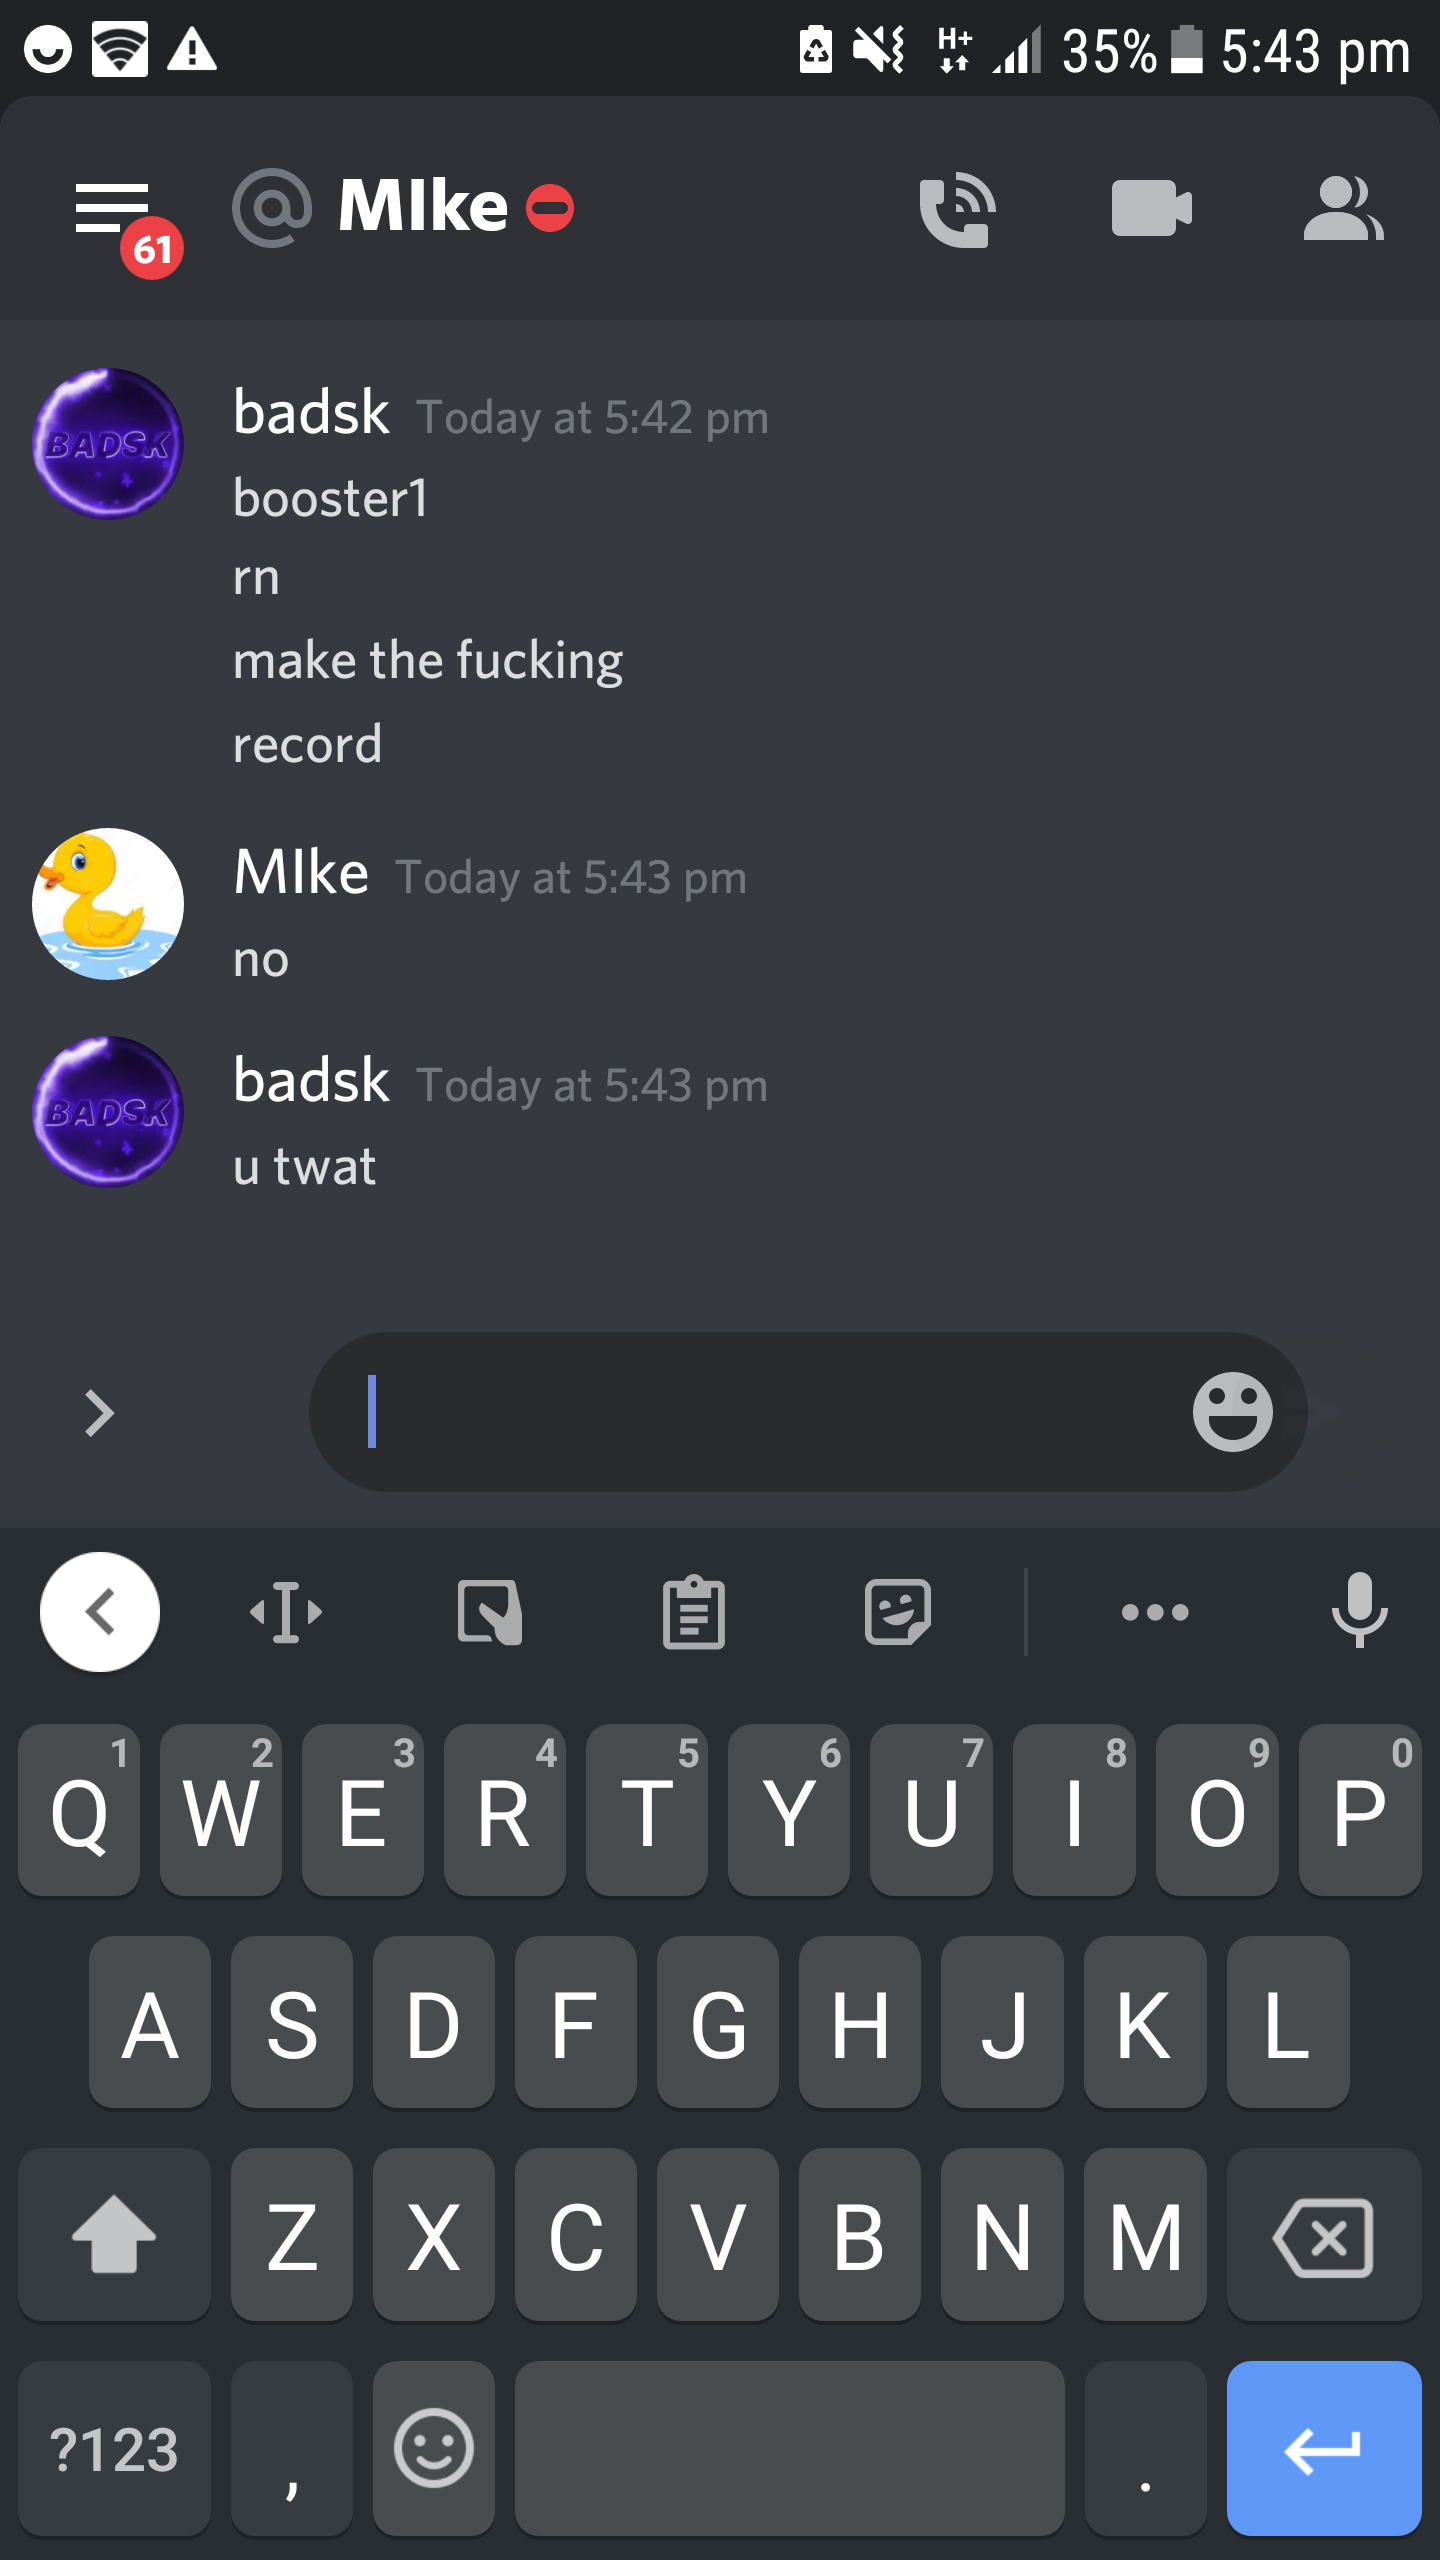 H+ 35% 5:43 pm
61 @ MIke
BADSK badsk Today at 5:42 pm
booster1
rn
make the fucking
record
MIke Today at 5:43 pm
no
BADSK badsk Today at 5:43 pm
u twat
1 2 3 4 5 6 7 8 9 0
Q W E R T Y U I O P
A S D F G H J K L
Z X C V B N M
?123 , .